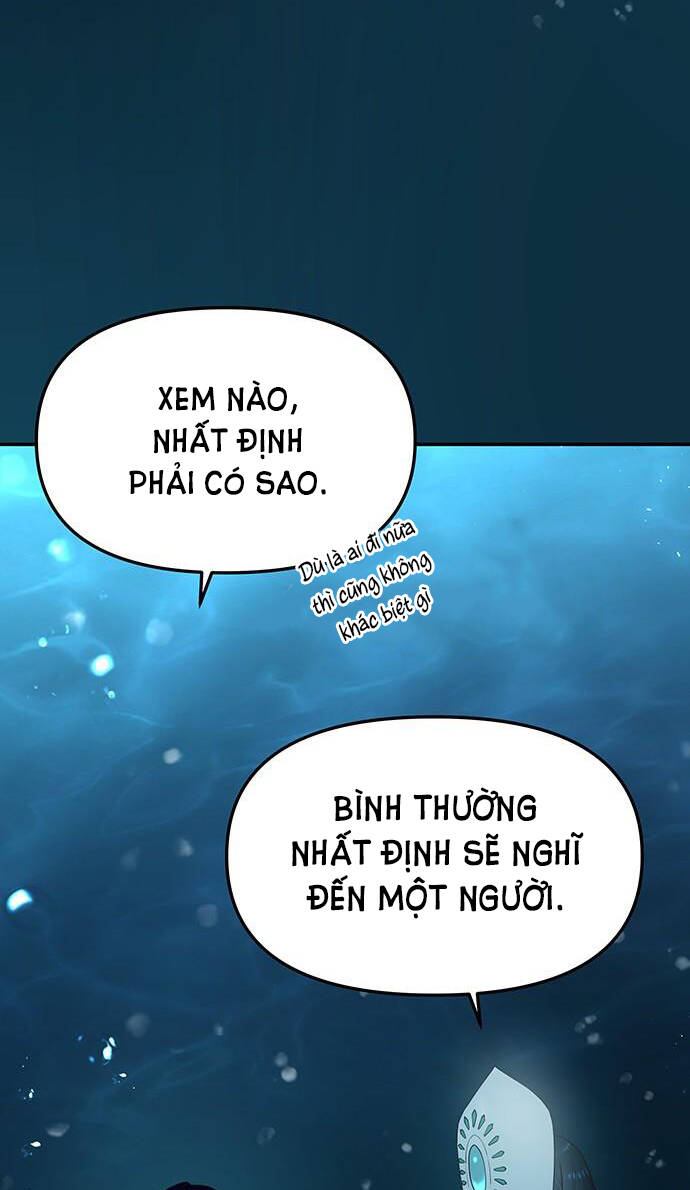 XEM NÀO,
NHẤT ĐỊNH
PHẢI CÓ SAO.
Dù là ai đi nữa
thì cũng không
khác biệt gì
BÌNH THƯỜNG
NHẤT ĐỊNH SẼ NGHĨ
ĐẾN MỘT NGƯỜI.